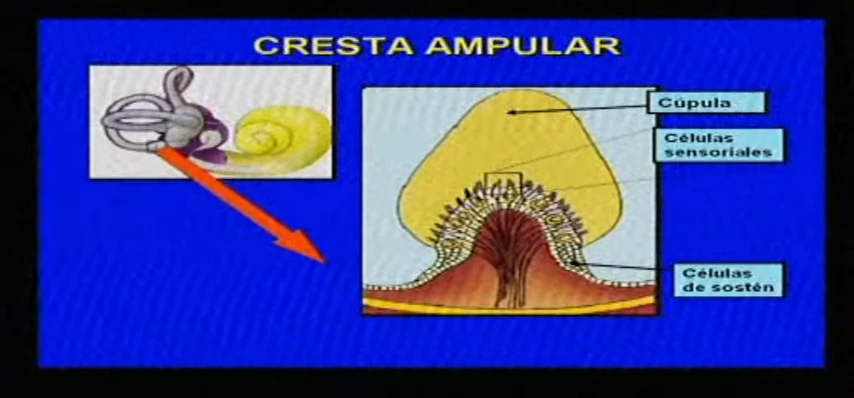 CRESTA AMPULAR
Cúpula
Células
sensoriales
Células
de sostén